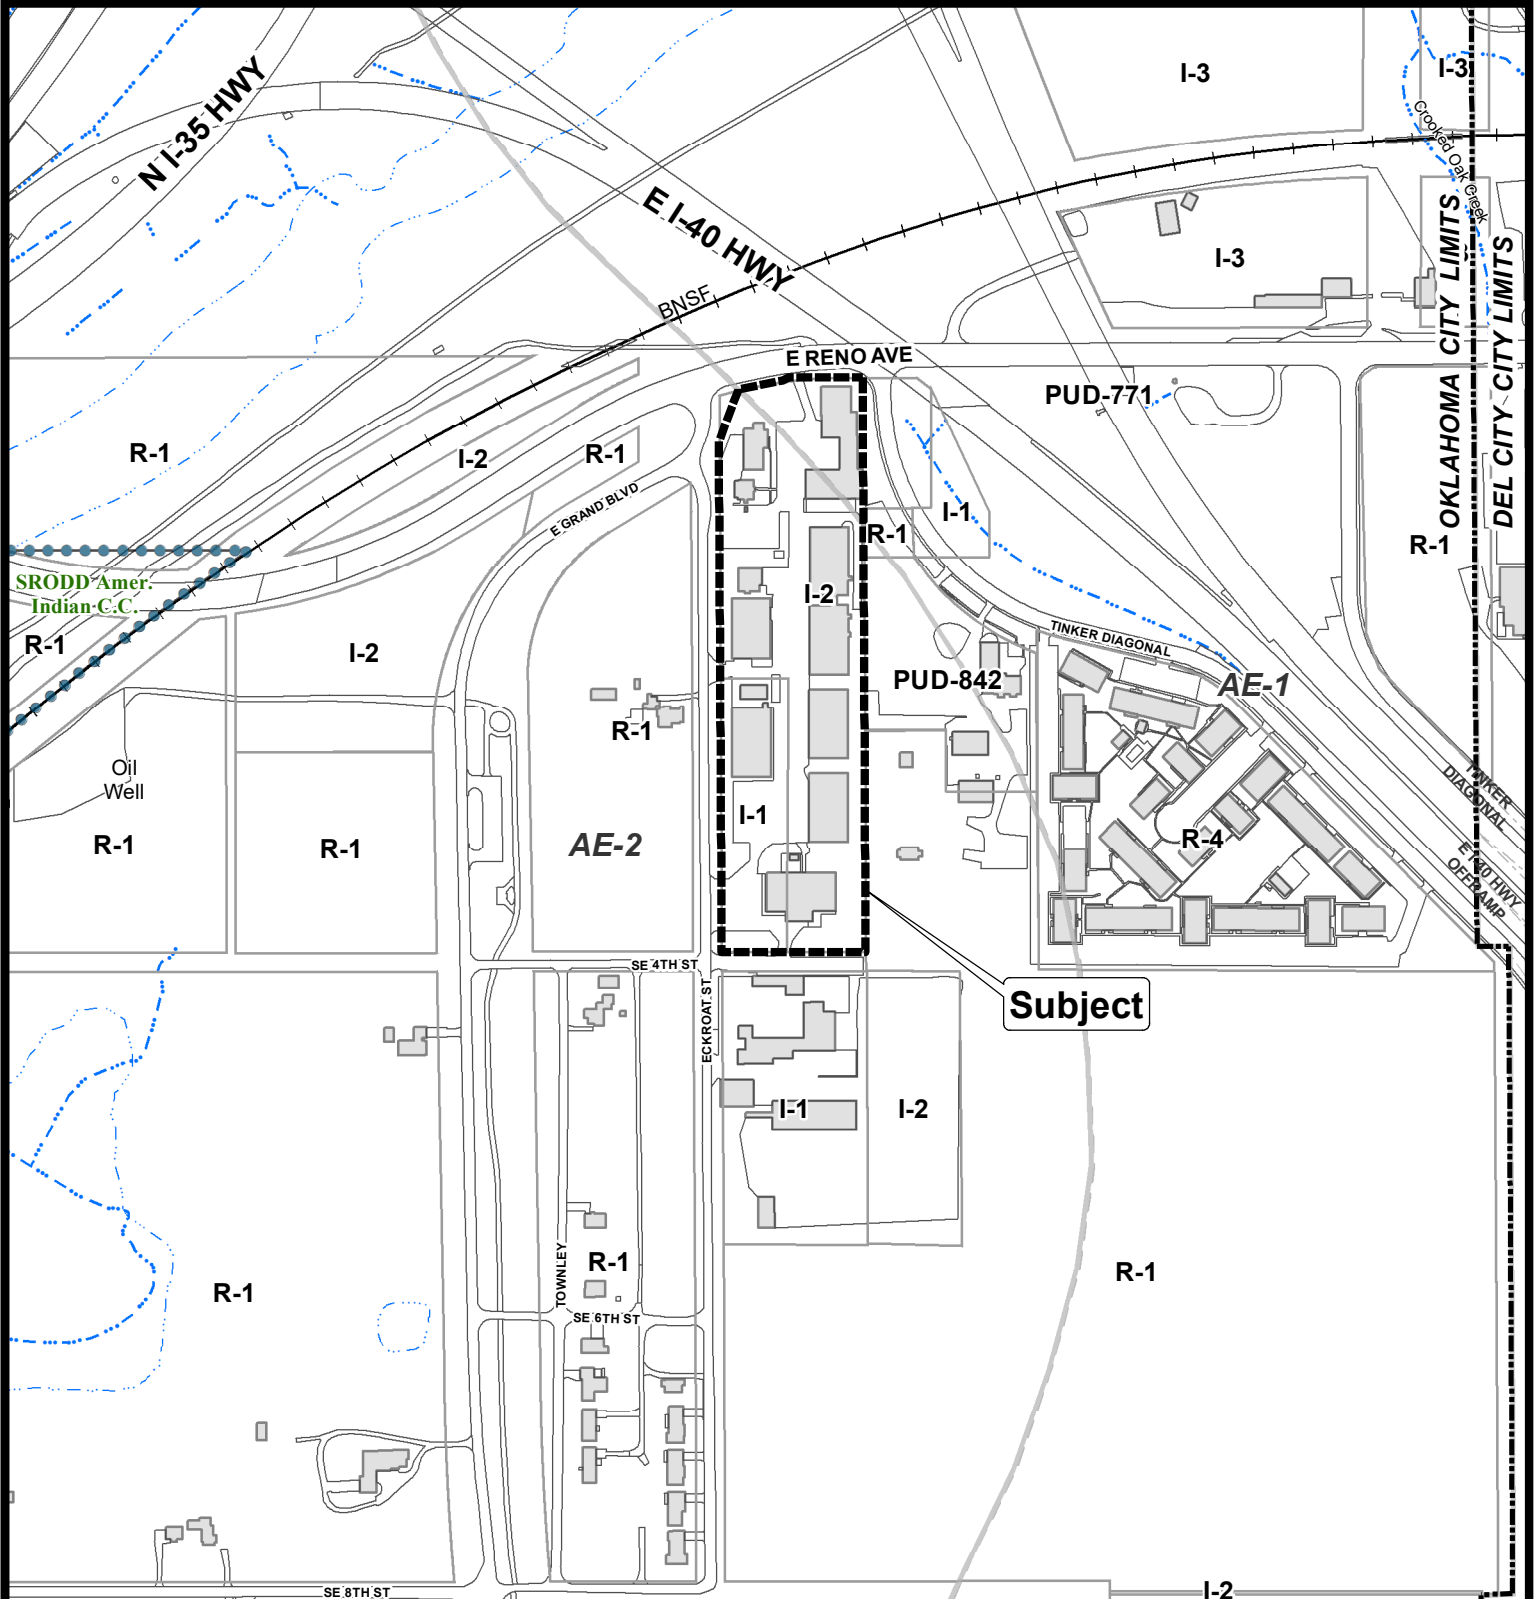 I-3
I-3
N I-35 HWY
Crooked Oak Creek
E I-40 HWY
I-3
BNSF
OKLAHOMA CITY LIMITS
DEL CITY CITY LIMITS
E RENO AVE
PUD-771
R-1
I-2
R-1
E GRAND BLVD
I-1
R-1
R-1
SRODD Amer.
Indian C.C.
I-2
R-1
I-2
TINKER DIAGONAL
PUD-842
AE-1
R-1
Oil
Well
TINKER
DIAGONAL
I-1
R-1
R-1
AE-2
R-4
E I-40 HWY
OFFRAMP
SE 4TH ST
Subject
ECKROAT ST
I-1
I-2
R-1
R-1
TOWNLEY
R-1
SE 6TH ST
SE 8TH ST
I-2